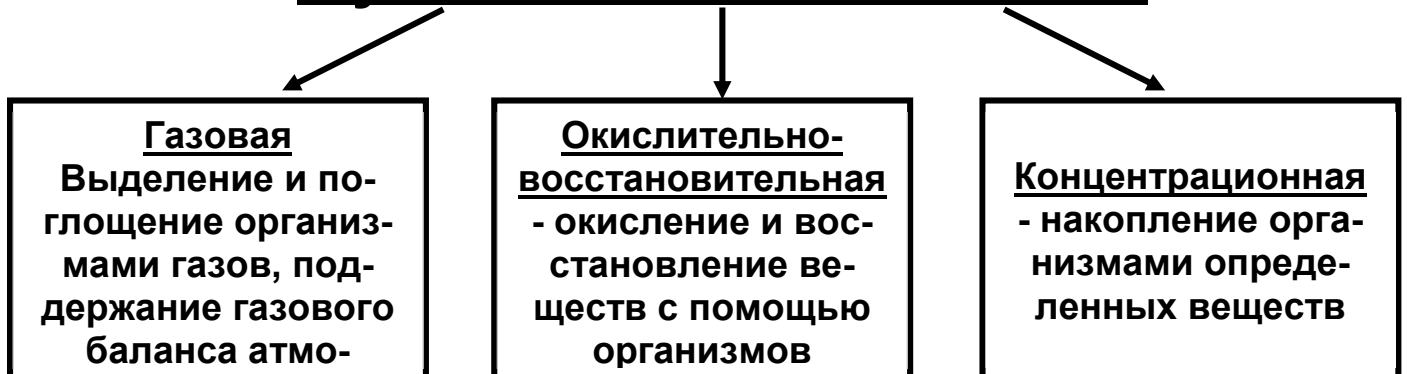 Газовая
Выделение и по-
глощение организ-
мами газов, под-
держание газового
баланса атмо-
Окислительно-
восстановительная
- окисление и вос-
становление ве-
ществ с помощью
организмов
Концентрационная
- накопление орга-
низмами опреде-
ленных веществ